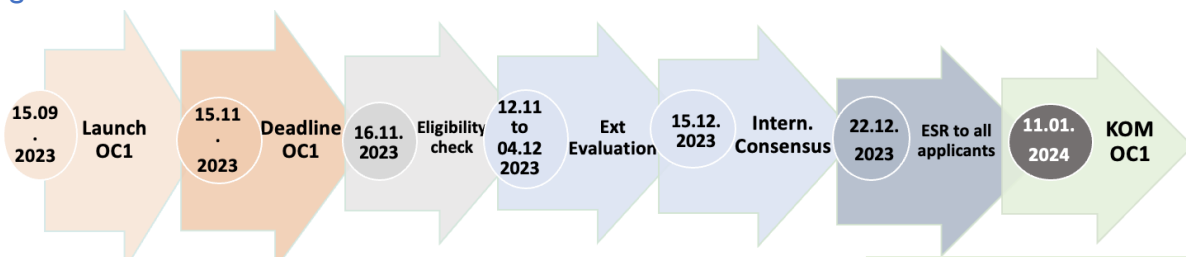 15.09
.
2023
Launch
OC1
15.11
.
2023
Deadline
OC1
16.11.
2023
Eligibility
check
12.11
to
04.12
2023
Ext
Evaluation
15.12.
2023
Intern.
Consensus
22.12.
2023
ESR to all
applicants
11.01.
2024
KOM
OC1